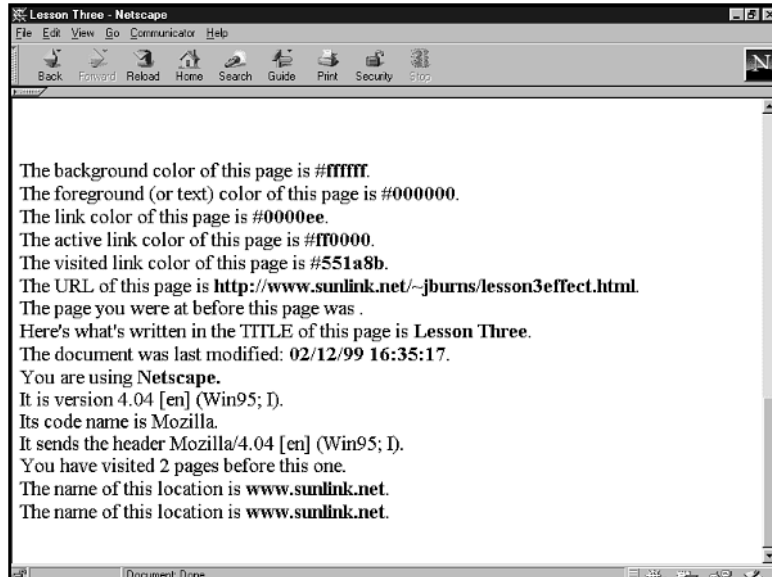 Lesson Three - Netscape
File Edit View Go Communicator Help
Back Forward Reload Home Search Guide Print Security Stop
N
The background color of this page is #ffffff.
The foreground (or text) color of this page is #000000.
The link color of this page is #0000ee.
The active link color of this page is #ff0000.
The visited link color of this page is #551a8b.
The URL of this page is http://www.sunlink.net/~jburns/lesson3effect.html.
The page you were at before this page was .
Here's what's written in the TITLE of this page is Lesson Three.
The document was last modified: 02/12/99 16:35:17.
You are using Netscape.
It is version 4.04 [en] (Win95; I).
Its code name is Mozilla.
It sends the header Mozilla/4.04 [en] (Win95; I).
You have visited 2 pages before this one.
The name of this location is www.sunlink.net.
The name of this location is www.sunlink.net.
Document: Done